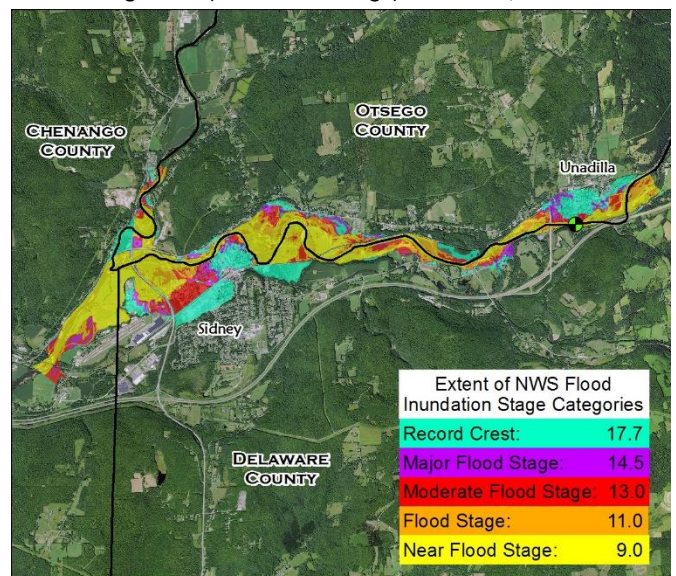 OTSEGO
COUNTY
CHENANGO
COUNTY
Unadilla
Sidney
Extent of NWS Flood
Inundation Stage Categories
Record Crest: 17.7
Major Flood Stage: 14.5
Moderate Flood Stage: 13.0
Flood Stage: 11.0
Near Flood Stage: 9.0
DELAWARE
COUNTY